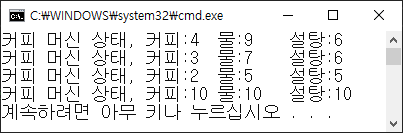 C:\WINDOWS\system32\cmd.exe
커피 머신 상태, 커피:4 물:9 설탕:6
커피 머신 상태, 커피:3 물:7 설탕:6
커피 머신 상태, 커피:2 물:5 설탕:5
커피 머신 상태, 커피:10 물:10 설탕:10
계속하려면 아무 키나 누르십시오 . . .